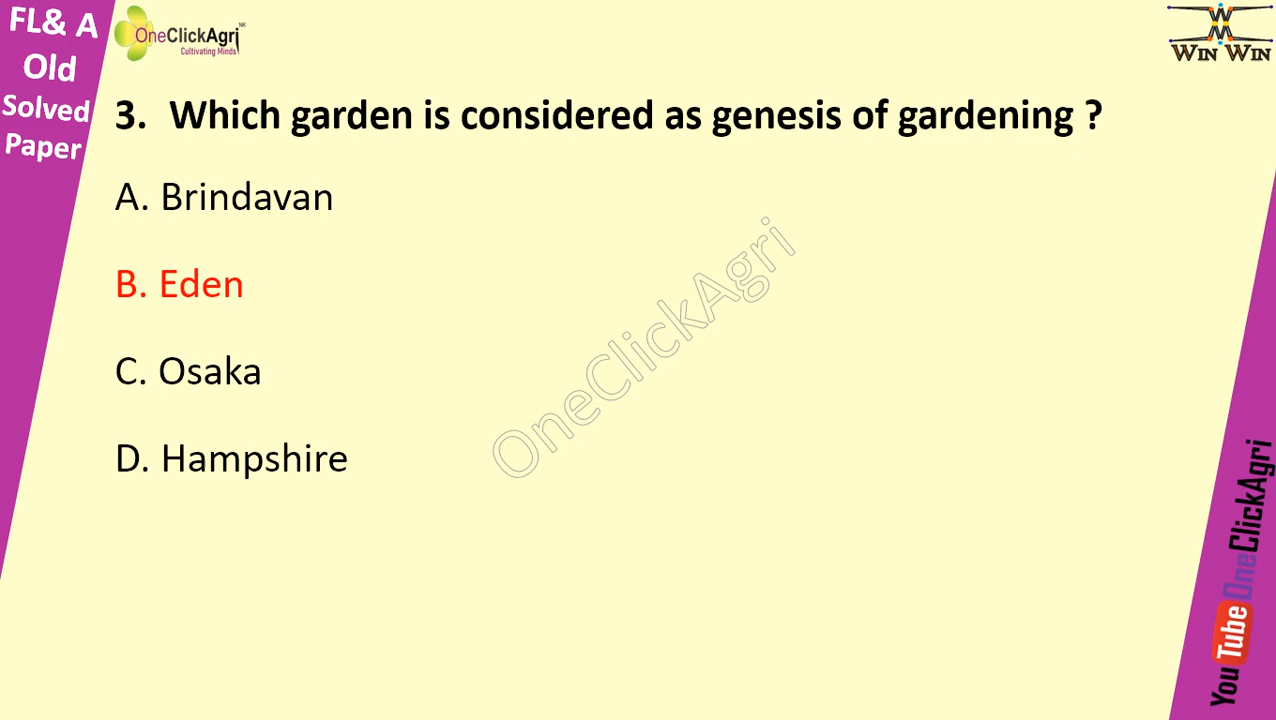 FL& A
Old
Solved
Paper
OneClickAgri NK
Cultivating Minds
WIN WIN
3. Which garden is considered as genesis of gardening ?
A. Brindavan
B. Eden
C. Osaka
D. Hampshire
OneClickAgri
YouTube OneClickAgri